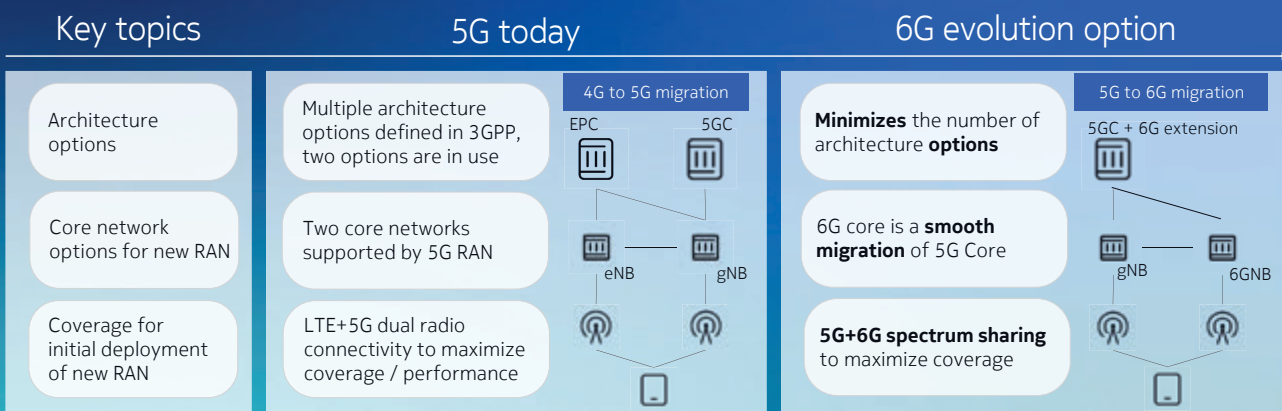 Key topics
5G today
6G evolution option
Architecture
options
Core network
options for new RAN
Coverage for
initial deployment
of new RAN
Multiple architecture
options defined in 3GPP,
two options are in use
Two core networks
supported by 5G RAN
LTE+5G dual radio
connectivity to maximize
coverage / performance
4G to 5G migration
EPC
5GC
eNB
gNB
Minimizes the number of
architecture options
6G core is a smooth
migration of 5G Core
5G+6G spectrum sharing
to maximize coverage
5G to 6G migration
5GC + 6G extension
gNB
6GNB